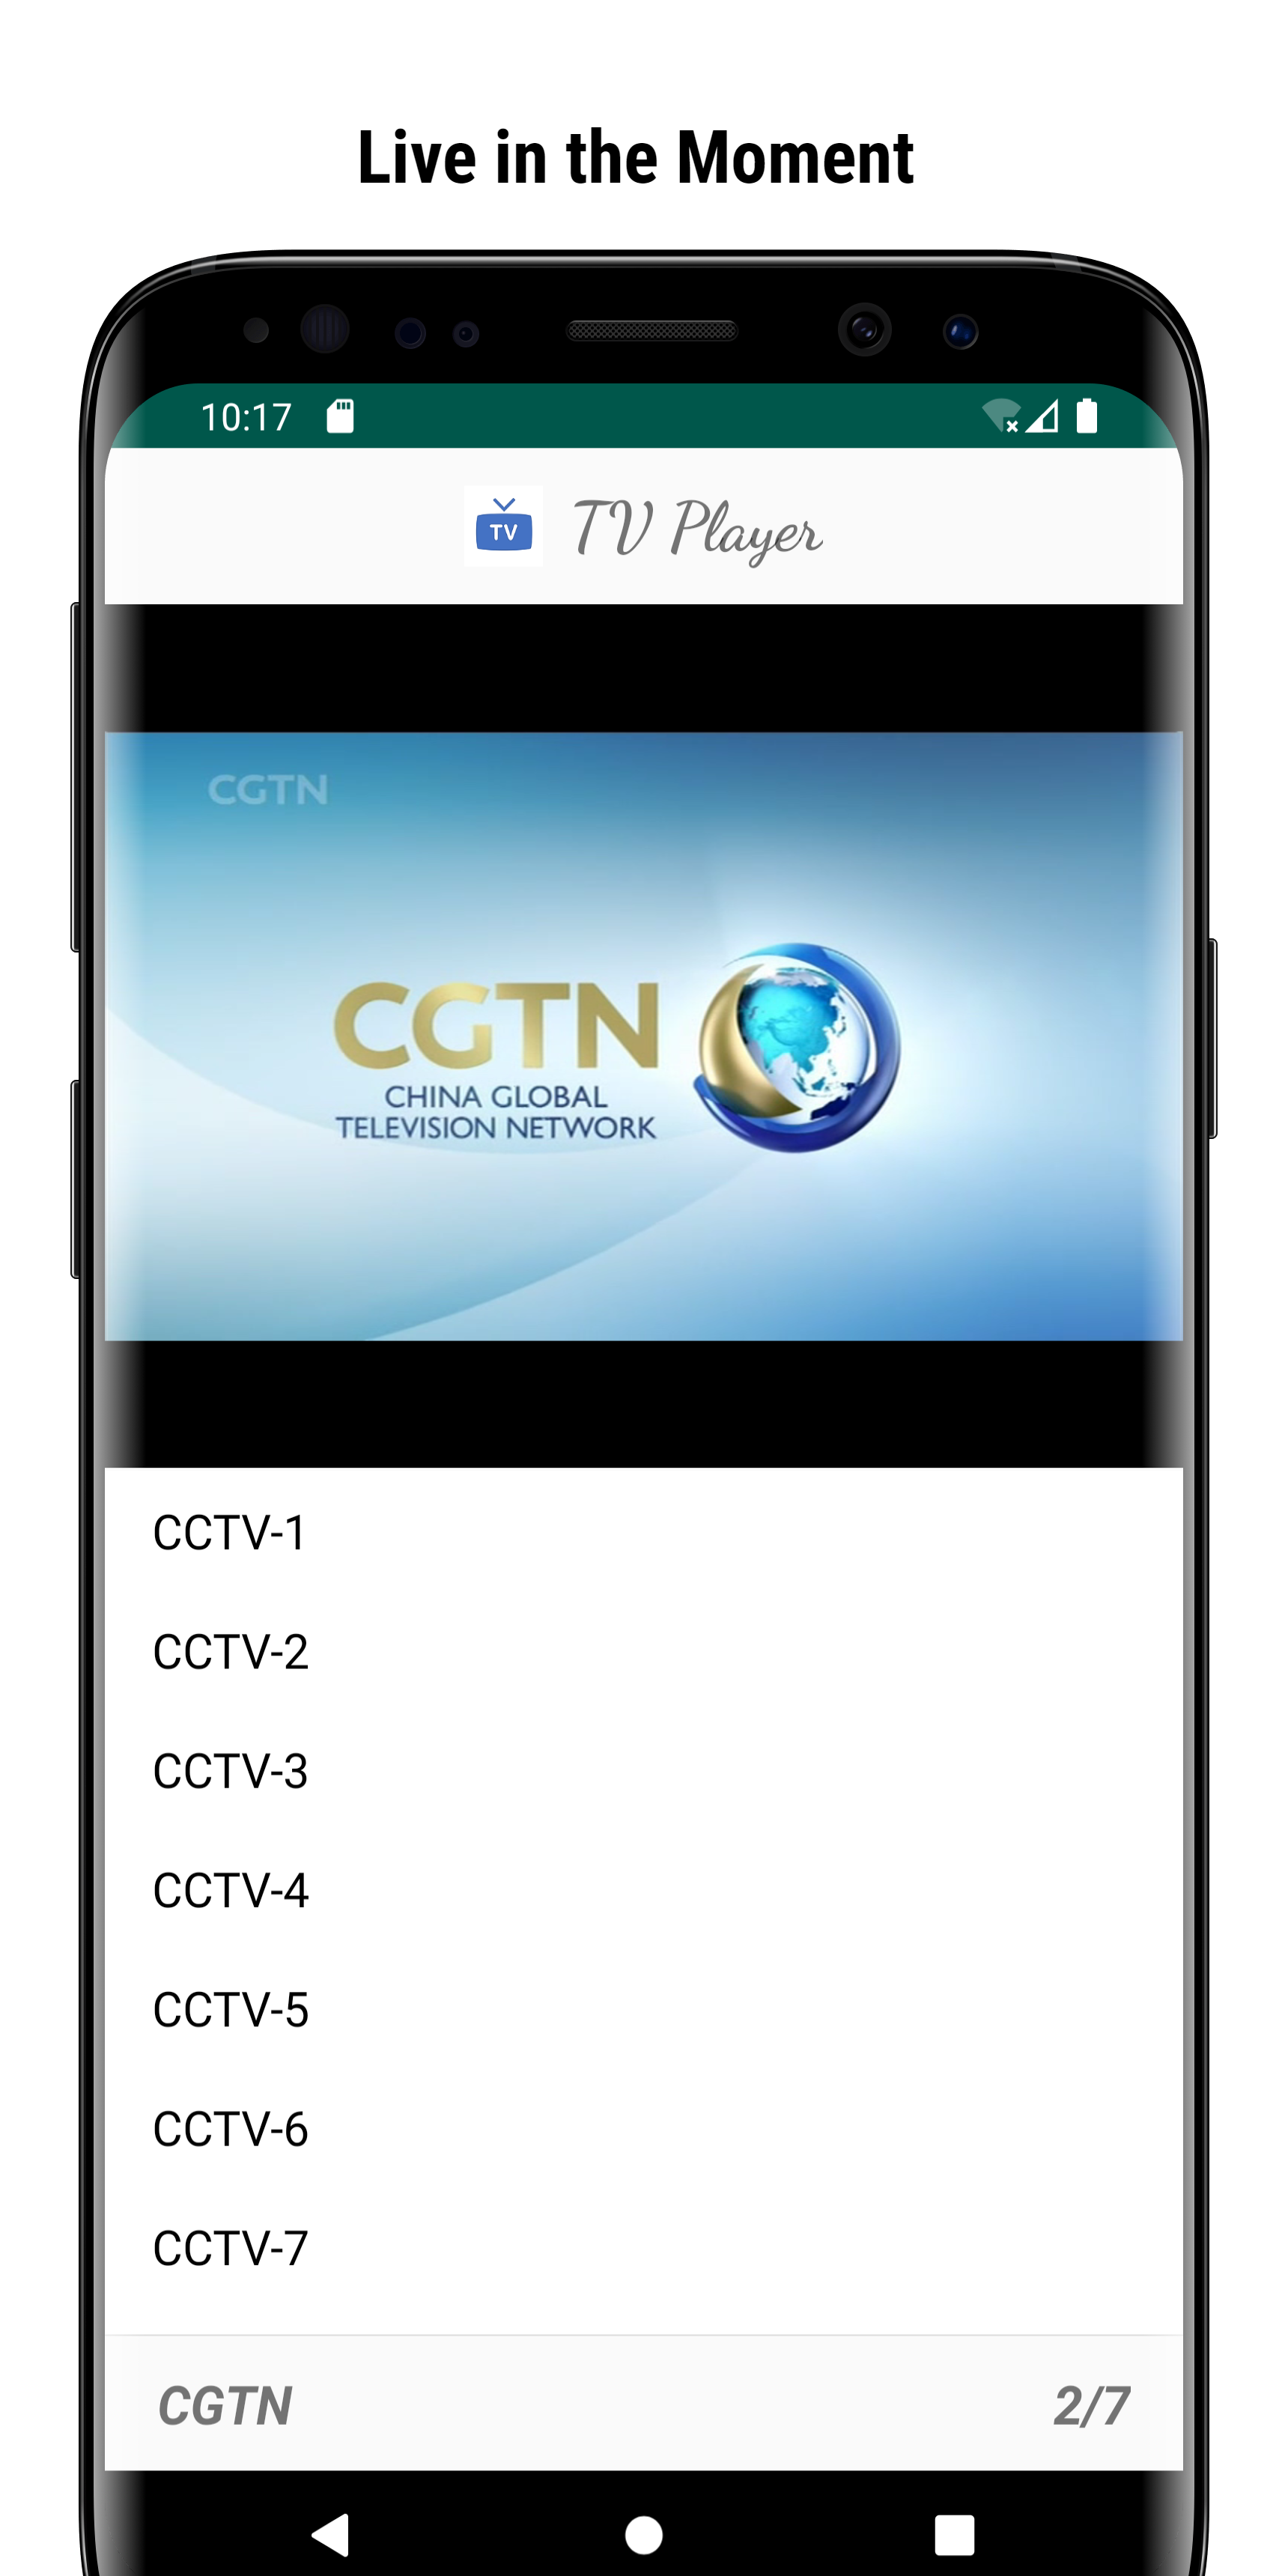 Live in the Moment
10:17
TV
TV Player
CGTN
CGTN
CHINA GLOBAL
TELEVISION NETWORK
CCTV-1
CCTV-2
CCTV-3
CCTV-4
CCTV-5
CCTV-6
CCTV-7
CGTN 2/7